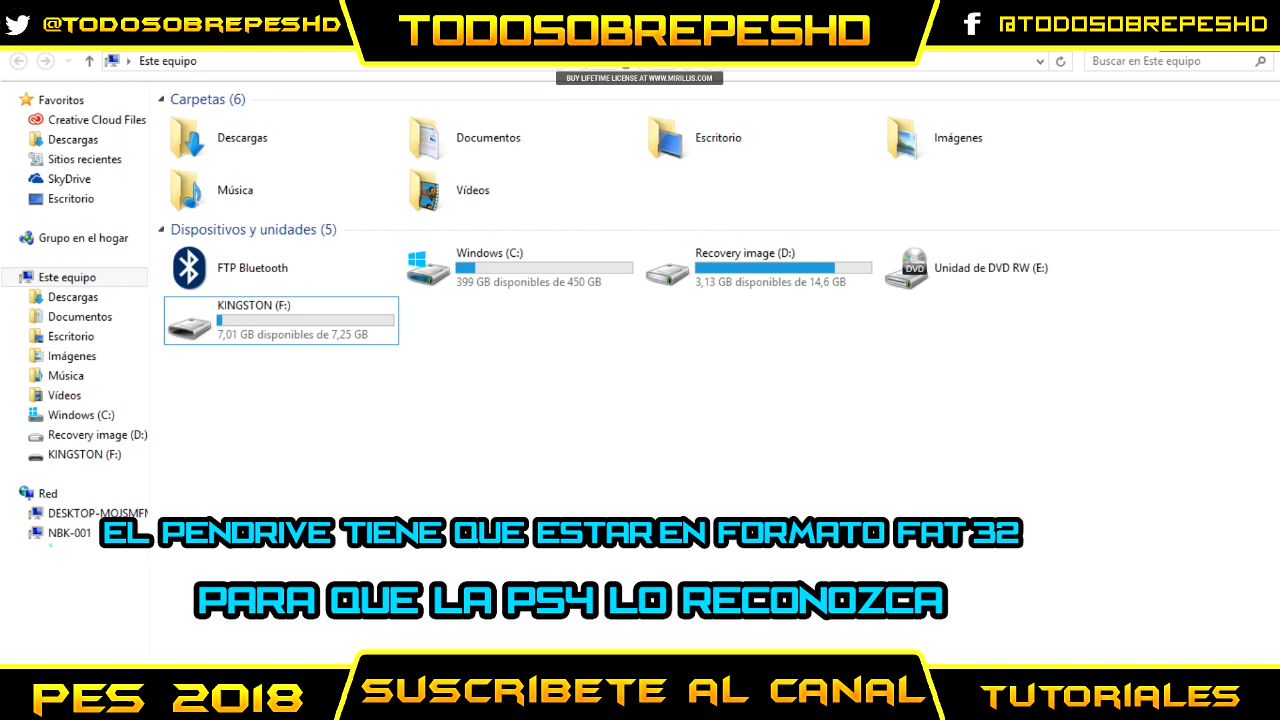 @TODOSOBREPESHD
TODOSOBREPESHD
@TODOSOBREPESHD
Este equipo
Buscar en Este equipo
BUY LIFETIME LICENSE AT WWW.MIRILLIS.COM
Favoritos
Creative Cloud Files
Descargas
Sitios recientes
SkyDrive
Escritorio
Grupo en el hogar
Este equipo
Descargas
Documentos
Escritorio
Imágenes
Música
Vídeos
Windows (C:)
Recovery image (D:)
KINGSTON (F:)
Red
DESKTOP-MOJSMFM
NBK-001
Carpetas (6)
Descargas
Documentos
Escritorio
Imágenes
Música
Vídeos
Dispositivos y unidades (5)
FTP Bluetooth
Windows (C:)
399 GB disponibles de 450 GB
Recovery image (D:)
3,13 GB disponibles de 14,6 GB
DVD
Unidad de DVD RW (E:)
KINGSTON (F:)
7,01 GB disponibles de 7,25 GB
EL PENDRIVE TIENE QUE ESTAR EN FORMATO FAT 32
PARA QUE LA PS4 LO RECONOZCA
PES 2018
SUSCRÍBETE AL CANAL
TUTORIALES